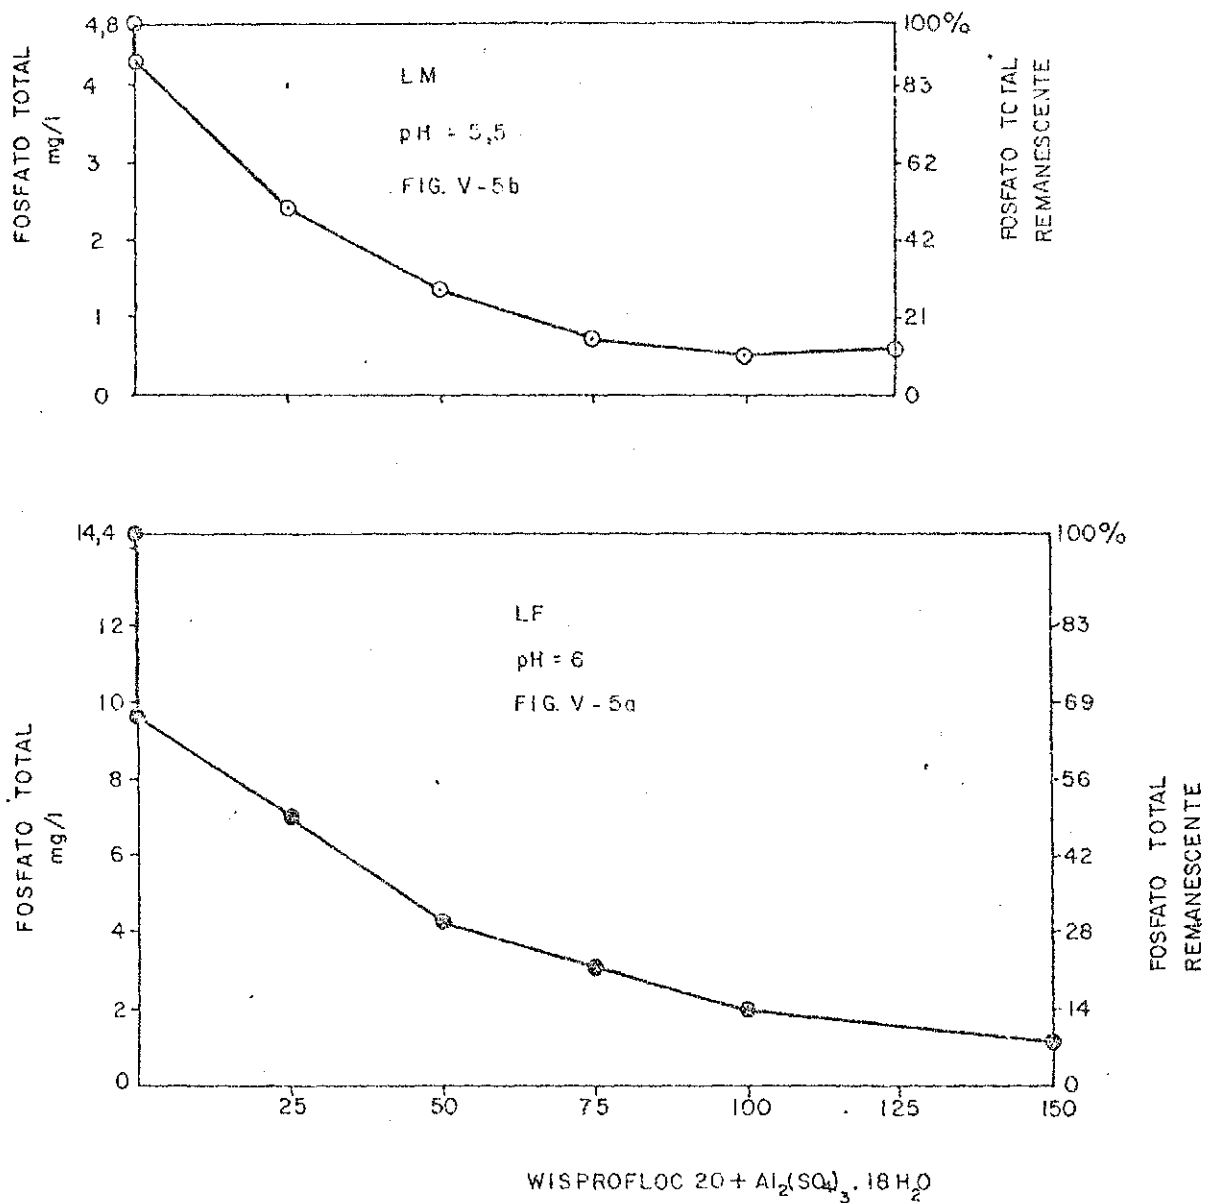 FOSFATO TOTAL
mg/l
4,8
4
3
2
1
0
LM
pH = 5,5
FIG. V - 5b
100%
83
62
42
21
0
FOSFATO TOTAL
REMANESCENTE
FOSFATO TOTAL
mg/l
14,4
12
10
8
6
4
2
0
LF
pH = 6
FIG. V - 5a
100%
83
69
56
42
28
14
0
FOSFATO TOTAL
REMANESCENTE
25 50 75 100 125 150
WISPROFLOC 20 + Al₂(SO₄)₃ . 18 H₂O